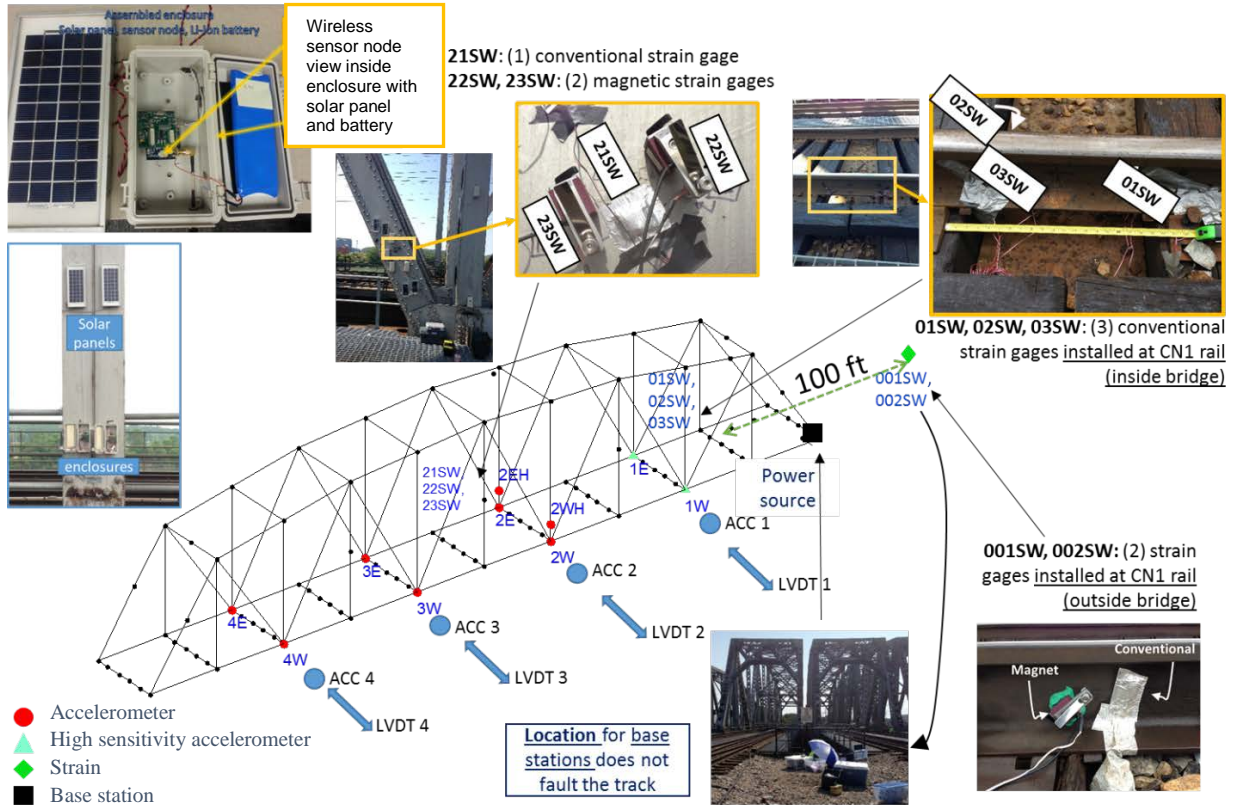 Assembled enclosure
Solar panel, sensor node, Li-Ion battery
Wireless
sensor node
view inside
enclosure with
solar panel
and battery
21SW: (1) conventional strain gage
22SW, 23SW: (2) magnetic strain gages
21SW
22SW
23SW
02SW
03SW
01SW
01SW, 02SW, 03SW: (3) conventional
strain gages installed at CN1 rail
(inside bridge)
Solar
panels
enclosures
01SW,
02SW,
03SW
100 ft
001SW,
002SW
Power
source
21SW,
22SW,
23SW
2EH
2E
2WH
2W
1E
1W
3E
3W
4E
4W
ACC 1
LVDT 1
ACC 2
LVDT 2
ACC 3
LVDT 3
ACC 4
LVDT 4
001SW, 002SW: (2) strain
gages installed at CN1 rail
(outside bridge)
Magnet
Conventional
Location for base
stations does not
fault the track
Accelerometer
High sensitivity accelerometer
Strain
Base station